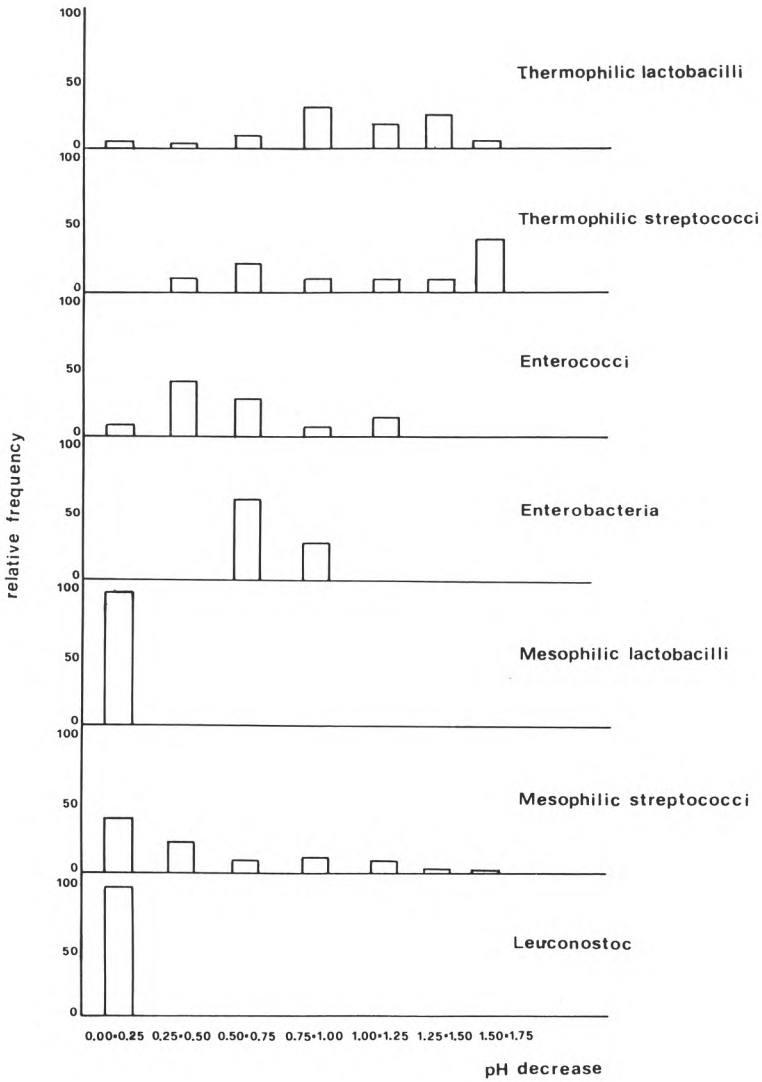 100
Thermophilic lactobacilli
50
0
100
Thermophilic streptococci
50
0
100
Enterococci
50
0
100
Enterobacteria
50
0
100
Mesophilic lactobacilli
50
0
100
Mesophilic streptococci
50
0
100
Leuconostoc
50
0
relative frequency
0.00•0.25 0.25•0.50 0.50•0.75 0.75•1.00 1.00•1.25 1.25•1.50 1.50•1.75
pH decrease